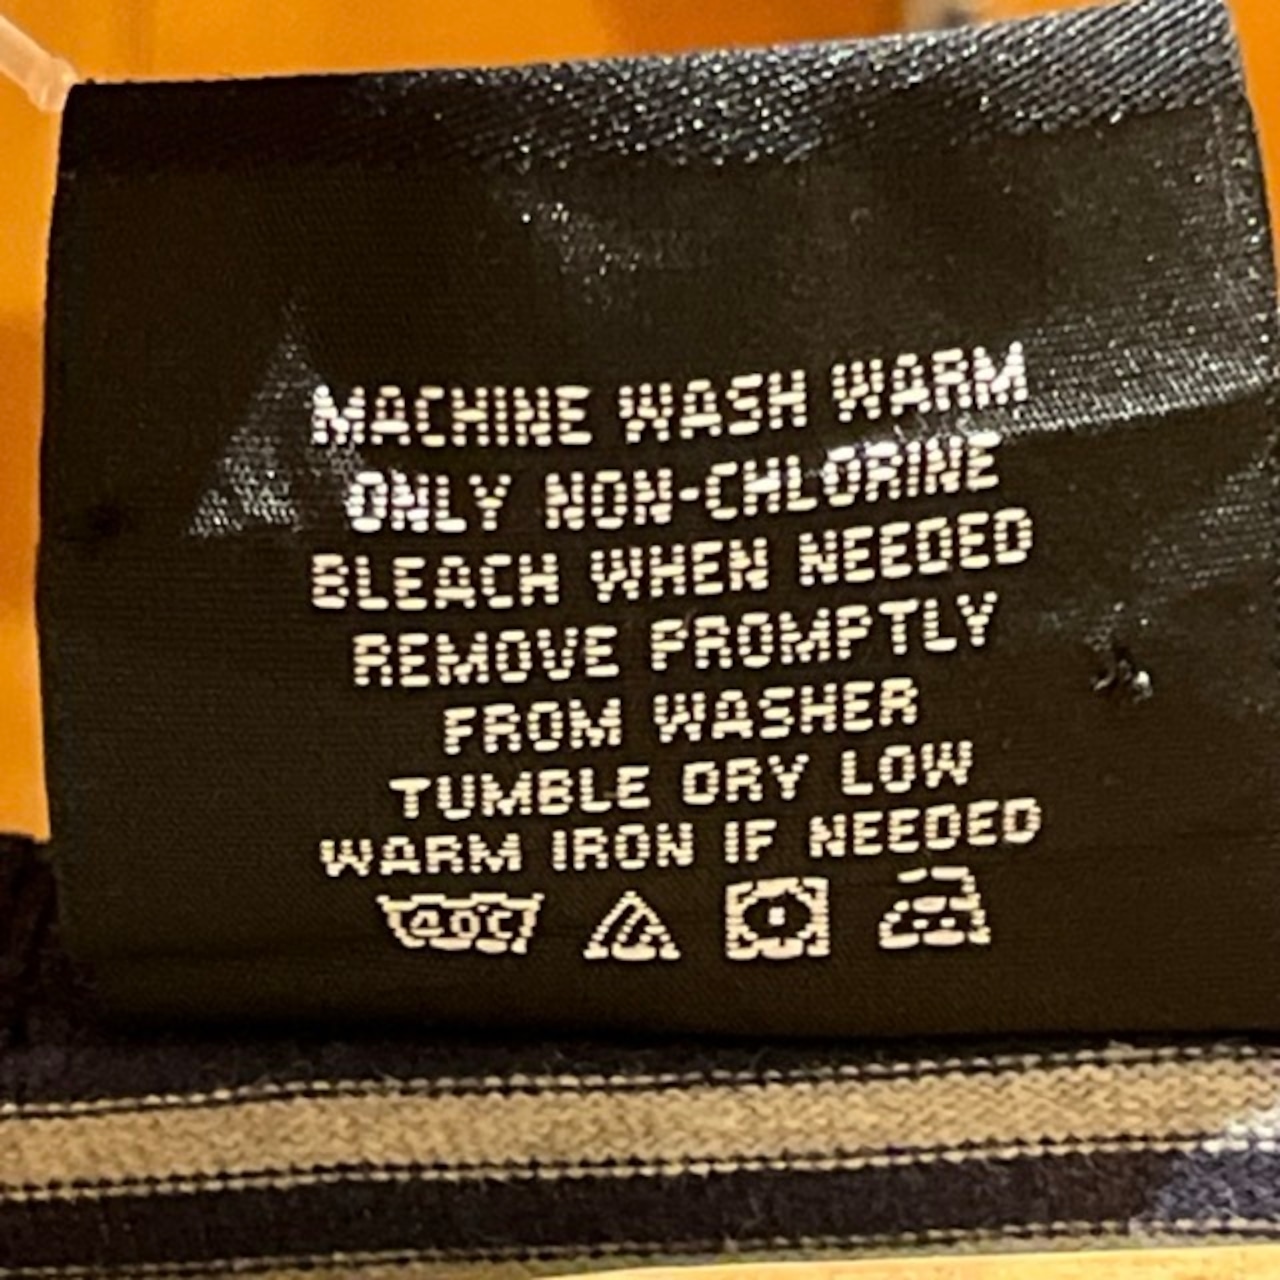 MACHINE WASH WARM
ONLY NON-CHLORINE
BLEACH WHEN NEEDED
REMOVE PROMPTLY
FROM WASHER
TUMBLE DRY LOW
WARM IRON IF NEEDED
40C